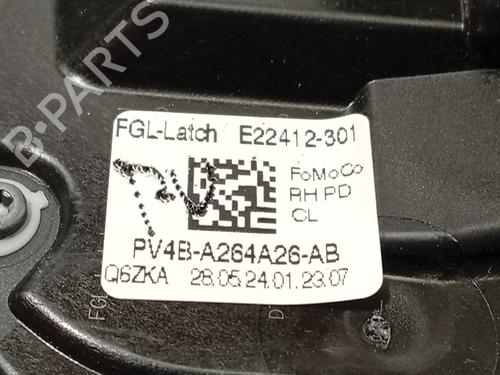 FGL-Latch E22412-301
FoMoCo
RH PD
CL
PV4B-A264A26-AB
Q6ZKA 28.05.24.01.23.07
B-PARTS